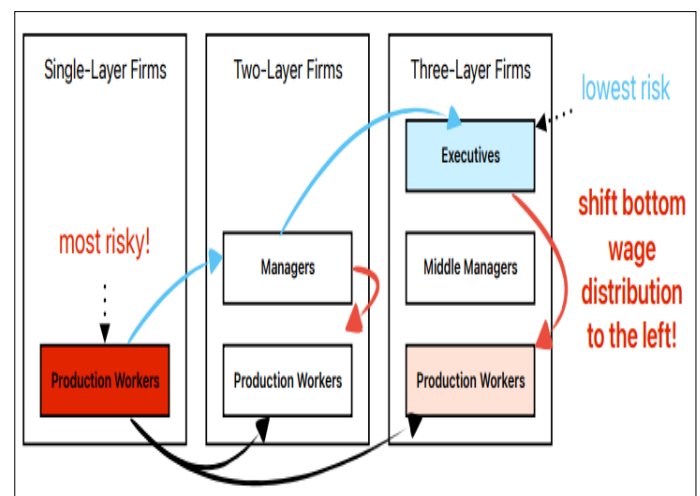 Single-Layer Firms
Two-Layer Firms
Three-Layer Firms
lowest risk
Executives
shift bottom
wage
distribution
to the left!
most risky!
Managers
Middle Managers
Production Workers
Production Workers
Production Workers